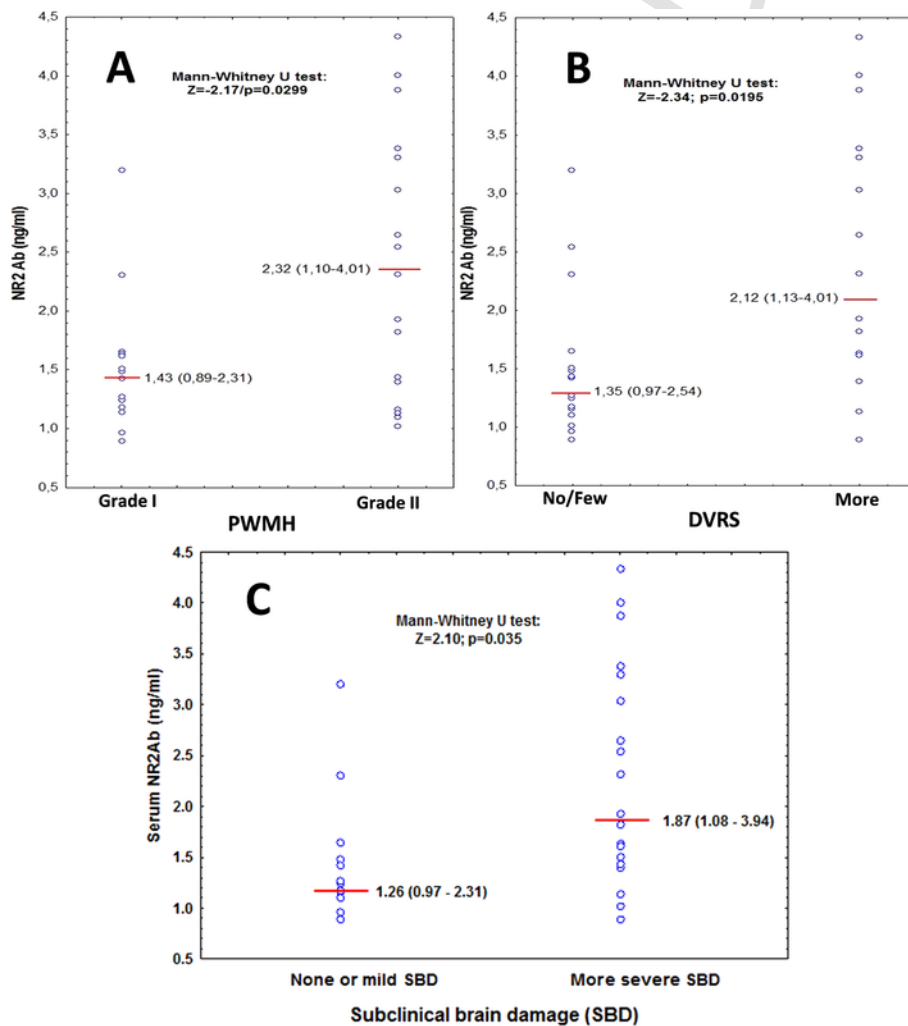 A
Mann-Whitney U test:
Z=-2.17/p=0.0299
4,5
4,0
3,5
3,0
2,5
2,0
1,5
1,0
0,5
NR2 Ab (ng/ml)
2,32 (1,10-4,01)
1,43 (0,89-2,31)
Grade I
Grade II
PWMH
B
Mann-Whitney U test:
Z=-2.34; p=0.0195
4,5
4,0
3,5
3,0
2,5
2,0
1,5
1,0
0,5
NR2 Ab (ng/ml)
2,12 (1,13-4,01)
1,35 (0,97-2,54)
No/Few
More
DVRS
C
Mann-Whitney U test:
Z=2.10; p=0.035
4.5
4.0
3.5
3.0
2.5
2.0
1.5
1.0
0.5
Serum NR2Ab (ng/ml)
1.87 (1.08 - 3.94)
1.26 (0.97 - 2.31)
None or mild SBD
More severe SBD
Subclinical brain damage (SBD)